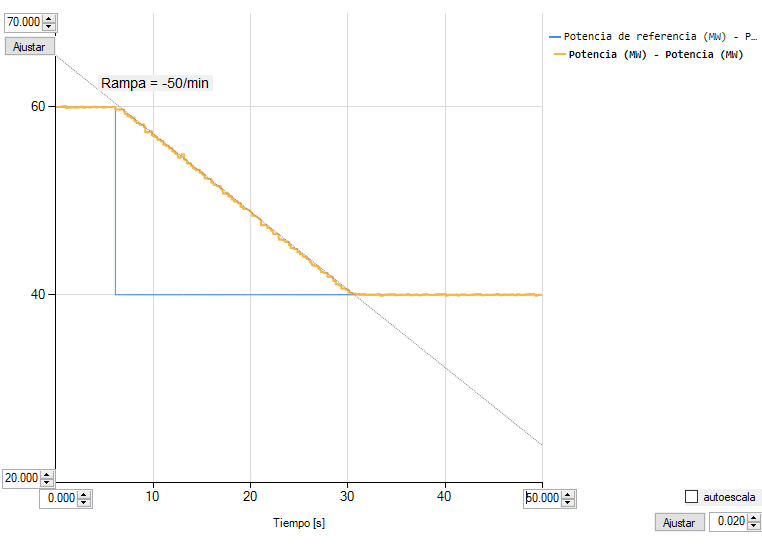 70.000
Ajustar
Potencia de referencia (MW) - P...
Potencia (MW) - Potencia (MW)
Rampa = -50/min
60
40
20.000
0.000
10
20
30
40
50.000
autoescala
Tiempo [s]
Ajustar
0.020